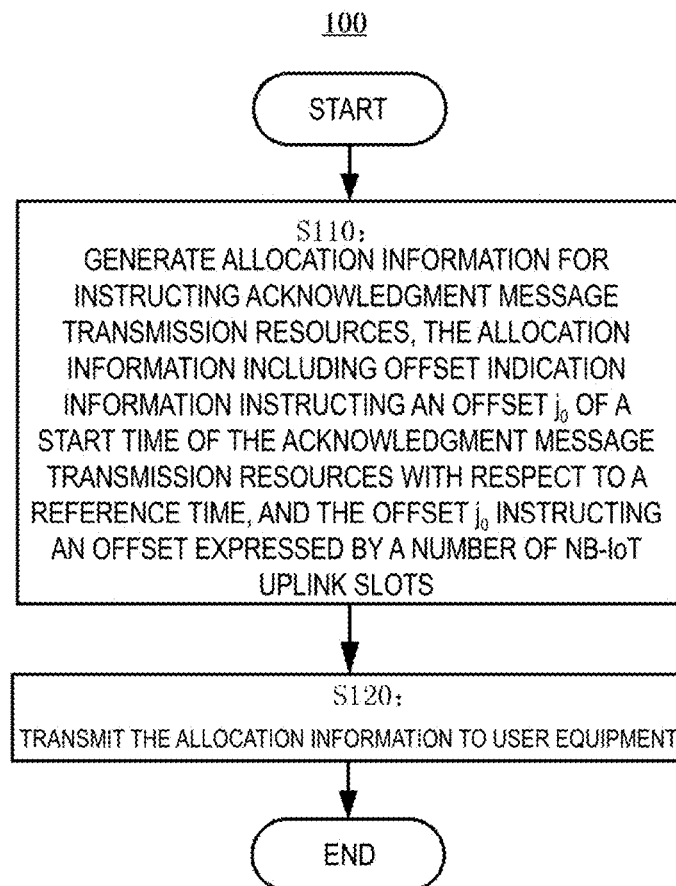 100
START
S110:
GENERATE ALLOCATION INFORMATION FOR
INSTRUCTING ACKNOWLEDGMENT MESSAGE
TRANSMISSION RESOURCES, THE ALLOCATION
INFORMATION INCLUDING OFFSET INDICATION
INFORMATION INSTRUCTING AN OFFSET j₀ OF A
START TIME OF THE ACKNOWLEDGMENT MESSAGE
TRANSMISSION RESOURCES WITH RESPECT TO A
REFERENCE TIME, AND THE OFFSET j₀ INSTRUCTING
AN OFFSET EXPRESSED BY A NUMBER OF NB-IoT
UPLINK SLOTS
S120:
TRANSMIT THE ALLOCATION INFORMATION TO USER EQUIPMENT
END